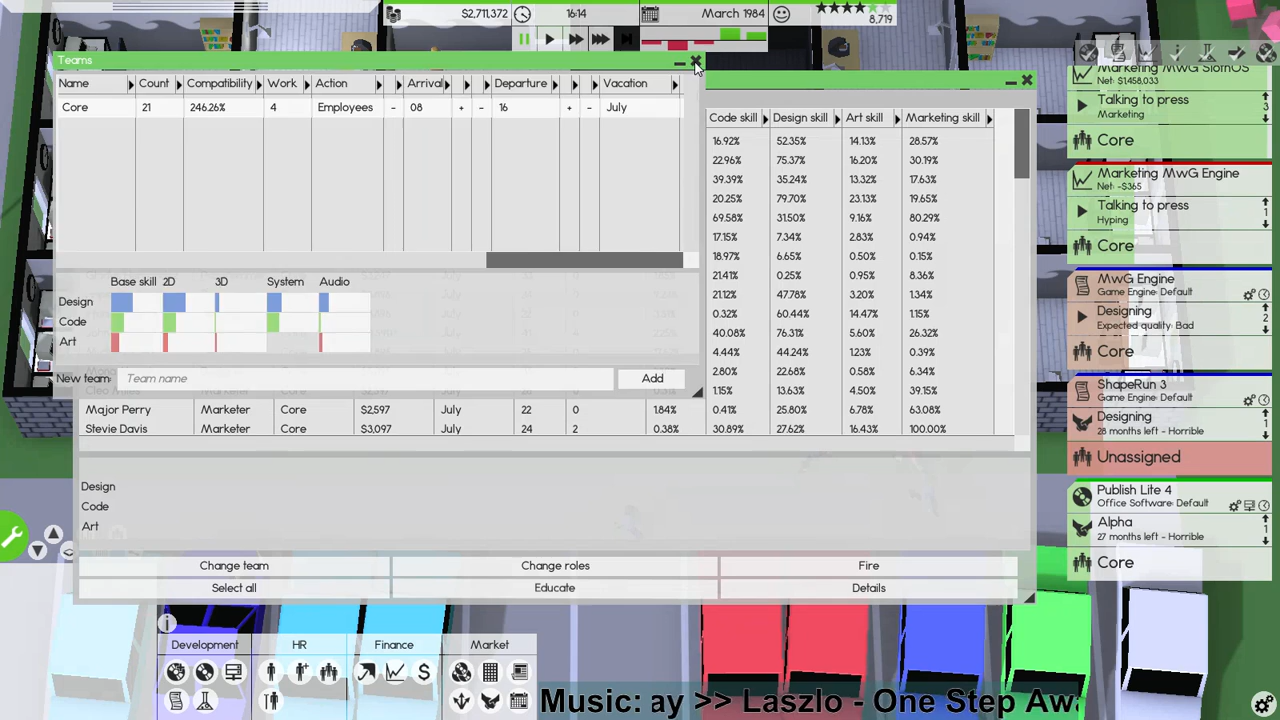 $2,711,372
16:14
March 1984
8,719
Teams
Name Count Compatibility Work Action Arrival Departure Vacation
Core 21 246.26% 4 Employees - 08 + - 16 + - July
Base skill 2D 3D System Audio
Design
Code
Art
New team: Team name Add
Code skill Design skill Art skill Marketing skill
16.92% 52.35% 14.13% 28.57%
22.96% 75.37% 16.20% 30.19%
39.39% 35.24% 13.32% 17.63%
20.25% 79.70% 23.13% 19.65%
69.58% 31.50% 9.16% 80.29%
17.15% 7.34% 2.83% 0.94%
18.97% 6.65% 0.50% 0.15%
21.41% 0.25% 0.95% 8.36%
21.12% 47.78% 3.20% 1.34%
0.32% 60.44% 14.47% 1.15%
40.08% 76.31% 5.60% 26.32%
4.44% 44.24% 1.23% 0.39%
2.80% 22.68% 0.58% 6.34%
1.15% 13.63% 4.50% 39.15%
Major Perry Marketer Core $2,597 July 22 0 1.84% 0.41% 25.80% 6.78% 63.08%
Stevie Davis Marketer Core $3,097 July 24 2 0.38% 30.89% 27.62% 16.43% 100.00%
Design
Code
Art
Change team Change roles Fire
Select all Educate Details
Net: $1,458,033
Talking to press
Marketing
3
Core
Marketing MwG Engine
Net: -$365
Talking to press
Hyping
1
Core
MwG Engine
Game Engine: Default
Designing
Expected quality: Bad
2
Core
ShapeRun 3
Game Engine: Default
Designing
28 months left - Horrible
1
Unassigned
Publish Lite 4
Office Software: Default
Alpha
27 months left - Horrible
1
Core
Development HR Finance Market
Music: ay >> Laszlo - One Step Awa